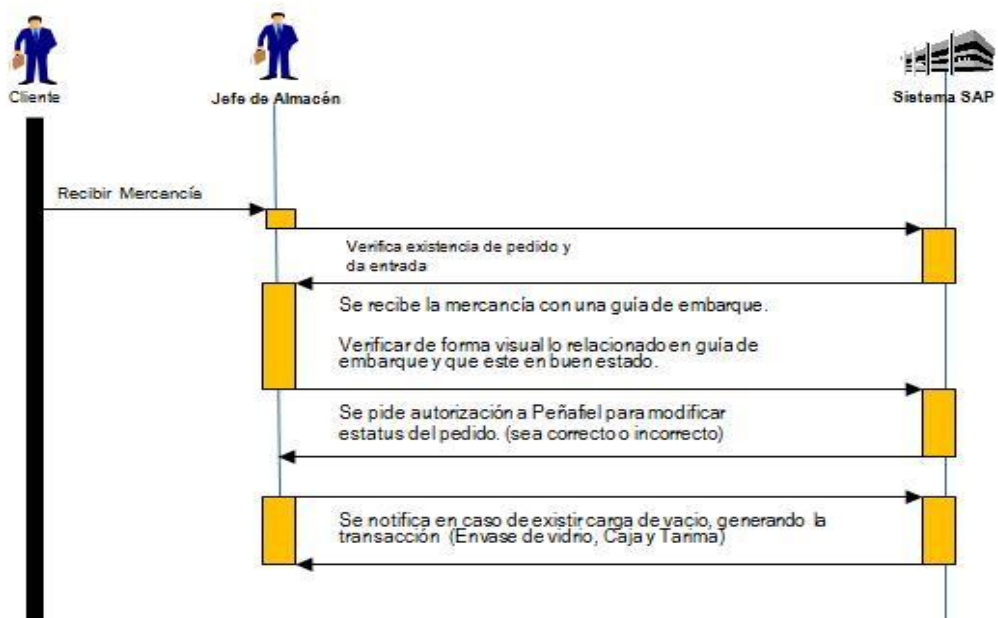 Cliente
Jefe de Almacén
Sistema SAP
Recibir Mercancía
Verifica existencia de pedido y
da entrada
Se recibe la mercancía con una guía de embarque.
Verificar de forma visual lo relacionado en guía de
embarque y que este en buen estado.
Se pide autorización a Peñafiel para modificar
estatus del pedido. (sea correcto o incorrecto)
Se notifica en caso de existir carga de vacio, generando la
transacción (Envase de vidrio, Caja y Tarima)